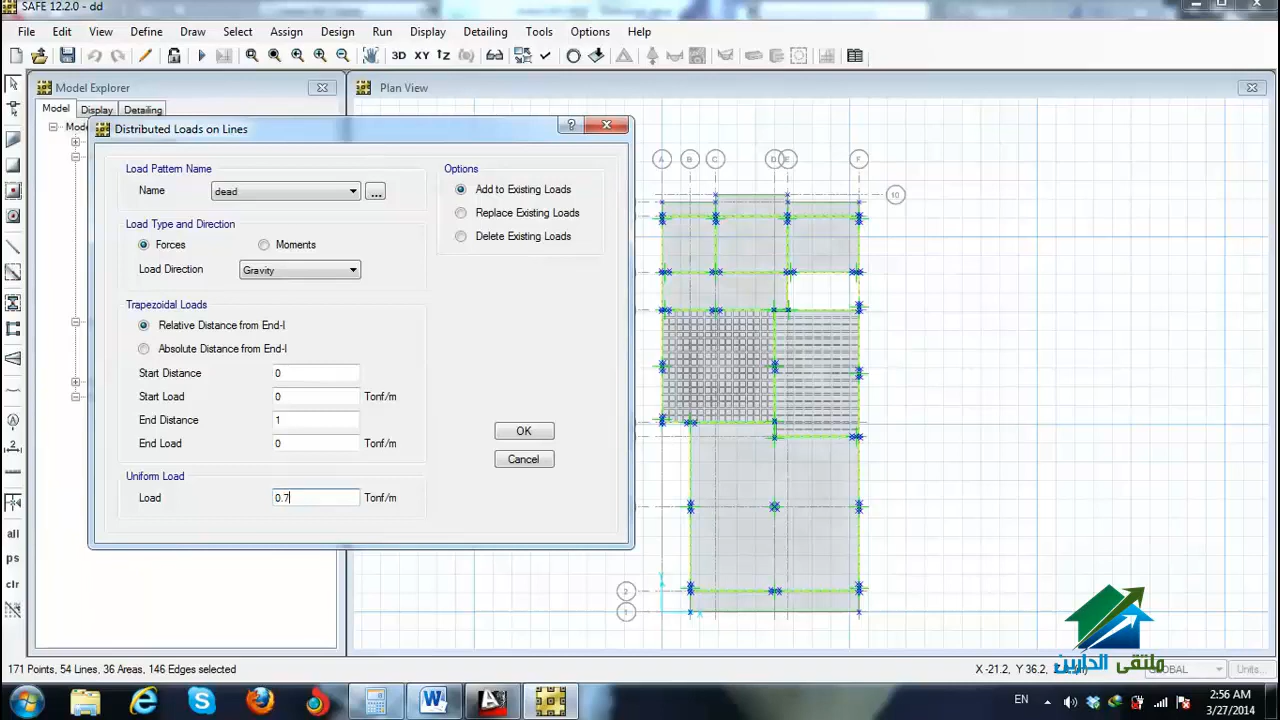 SAFE 12.2.0 - dd
File Edit View Define Draw Select Assign Design Run Display Detailing Tools Options Help
3D XY
Model Explorer
Plan View
Model Display Detailing
Mode
Distributed Loads on Lines
Load Pattern Name
Name dead ...
Load Type and Direction
Forces Moments
Load Direction Gravity
Trapezoidal Loads
Relative Distance from End-I
Absolute Distance from End-I
Start Distance 0
Start Load 0 Tonf/m
End Distance 1
End Load 0 Tonf/m
Uniform Load
Load 0.7 Tonf/m
Options
Add to Existing Loads
Replace Existing Loads
Delete Existing Loads
OK
Cancel
A B C D E F
10
2
1
all
ps
clr
ملتقى الحاربين
171 Points, 54 Lines, 36 Areas, 146 Edges selected
X -21.2, Y 36.2,
GLOBAL
Units...
EN
2:56 AM
3/27/2014